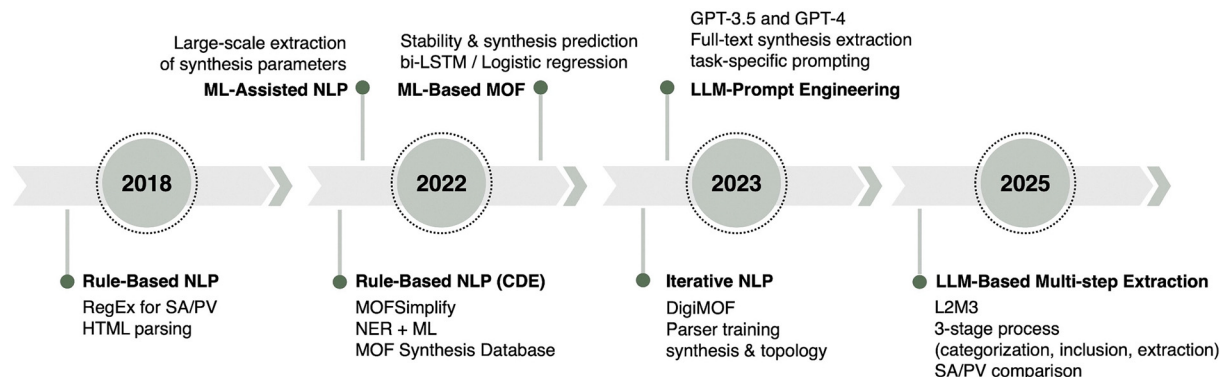 Large-scale extraction
of synthesis parameters
ML-Assisted NLP
Stability & synthesis prediction
bi-LSTM / Logistic regression
ML-Based MOF
GPT-3.5 and GPT-4
Full-text synthesis extraction
task-specific prompting
LLM-Prompt Engineering
2018
2022
2023
2025
Rule-Based NLP
RegEx for SA/PV
HTML parsing
Rule-Based NLP (CDE)
MOFSimplify
NER + ML
MOF Synthesis Database
Iterative NLP
DigiMOF
Parser training
synthesis & topology
LLM-Based Multi-step Extraction
L2M3
3-stage process
(categorization, inclusion, extraction)
SA/PV comparison